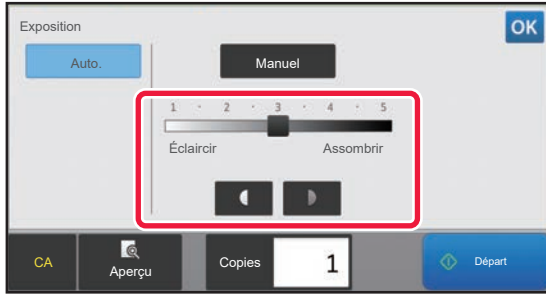 Exposition
OK
Auto.
Manuel
1 · 2 · 3 · 4 · 5
Éclaircir
Assombrir
CA
Aperçu
Copies
1
Départ